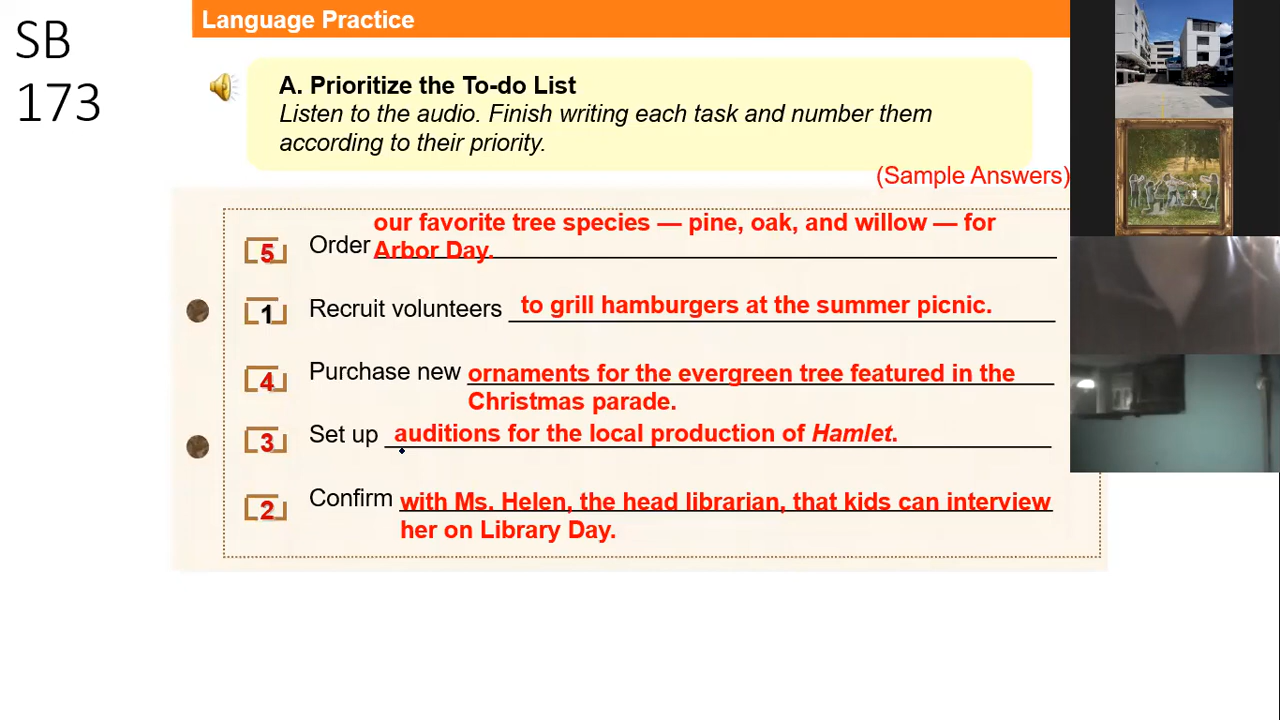 SB
173
Language Practice
A. Prioritize the To-do List
Listen to the audio. Finish writing each task and number them
according to their priority.
(Sample Answers)
our favorite tree species — pine, oak, and willow — for
5 Order Arbor Day.
1 Recruit volunteers to grill hamburgers at the summer picnic.
4 Purchase new ornaments for the evergreen tree featured in the
Christmas parade.
3 Set up auditions for the local production of Hamlet.
2 Confirm with Ms. Helen, the head librarian, that kids can interview
her on Library Day.